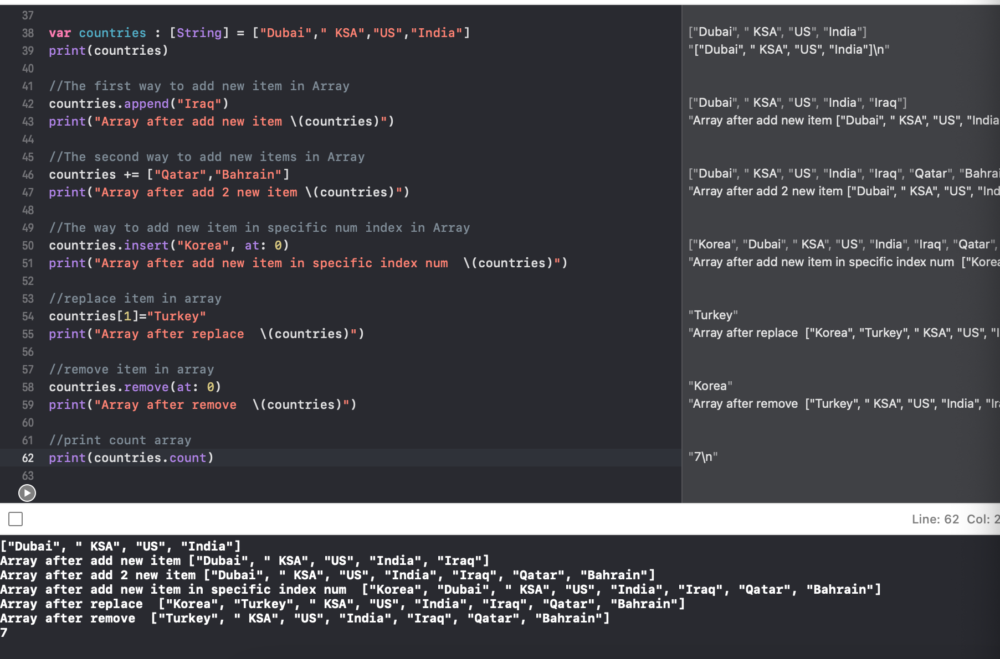 37
38 var countries : [String] = ["Dubai"," KSA","US","India"]
["Dubai", " KSA", "US", "India"]
39 print(countries)
"["Dubai", " KSA", "US", "India"]\n"
40
41 //The first way to add new item in Array
42 countries.append("Iraq")
["Dubai", " KSA", "US", "India", "Iraq"]
43 print("Array after add new item \(countries)")
"Array after add new item ["Dubai", " KSA", "US", "India
44
45 //The second way to add new items in Array
46 countries += ["Qatar","Bahrain"]
["Dubai", " KSA", "US", "India", "Iraq", "Qatar", "Bahrai
47 print("Array after add 2 new item \(countries)")
"Array after add 2 new item ["Dubai", " KSA", "US", "Ind
48
49 //The way to add new item in specific num index in Array
50 countries.insert("Korea", at: 0)
["Korea", "Dubai", " KSA", "US", "India", "Iraq", "Qatar",
51 print("Array after add new item in specific index num  \(countries)")
"Array after add new item in specific index num  ["Korea
52
53 //replace item in array
54 countries[1]="Turkey"
"Turkey"
55 print("Array after replace  \(countries)")
"Array after replace  ["Korea", "Turkey", " KSA", "US", "I
56
57 //remove item in array
58 countries.remove(at: 0)
"Korea"
59 print("Array after remove  \(countries)")
"Array after remove  ["Turkey", " KSA", "US", "India", "Ira
60
61 //print count array
62 print(countries.count)
"7\n"
63
Line: 62 Col: 2
["Dubai", " KSA", "US", "India"]
Array after add new item ["Dubai", " KSA", "US", "India", "Iraq"]
Array after add 2 new item ["Dubai", " KSA", "US", "India", "Iraq", "Qatar", "Bahrain"]
Array after add new item in specific index num  ["Korea", "Dubai", " KSA", "US", "India", "Iraq", "Qatar", "Bahrain"]
Array after replace  ["Korea", "Turkey", " KSA", "US", "India", "Iraq", "Qatar", "Bahrain"]
Array after remove  ["Turkey", " KSA", "US", "India", "Iraq", "Qatar", "Bahrain"]
7